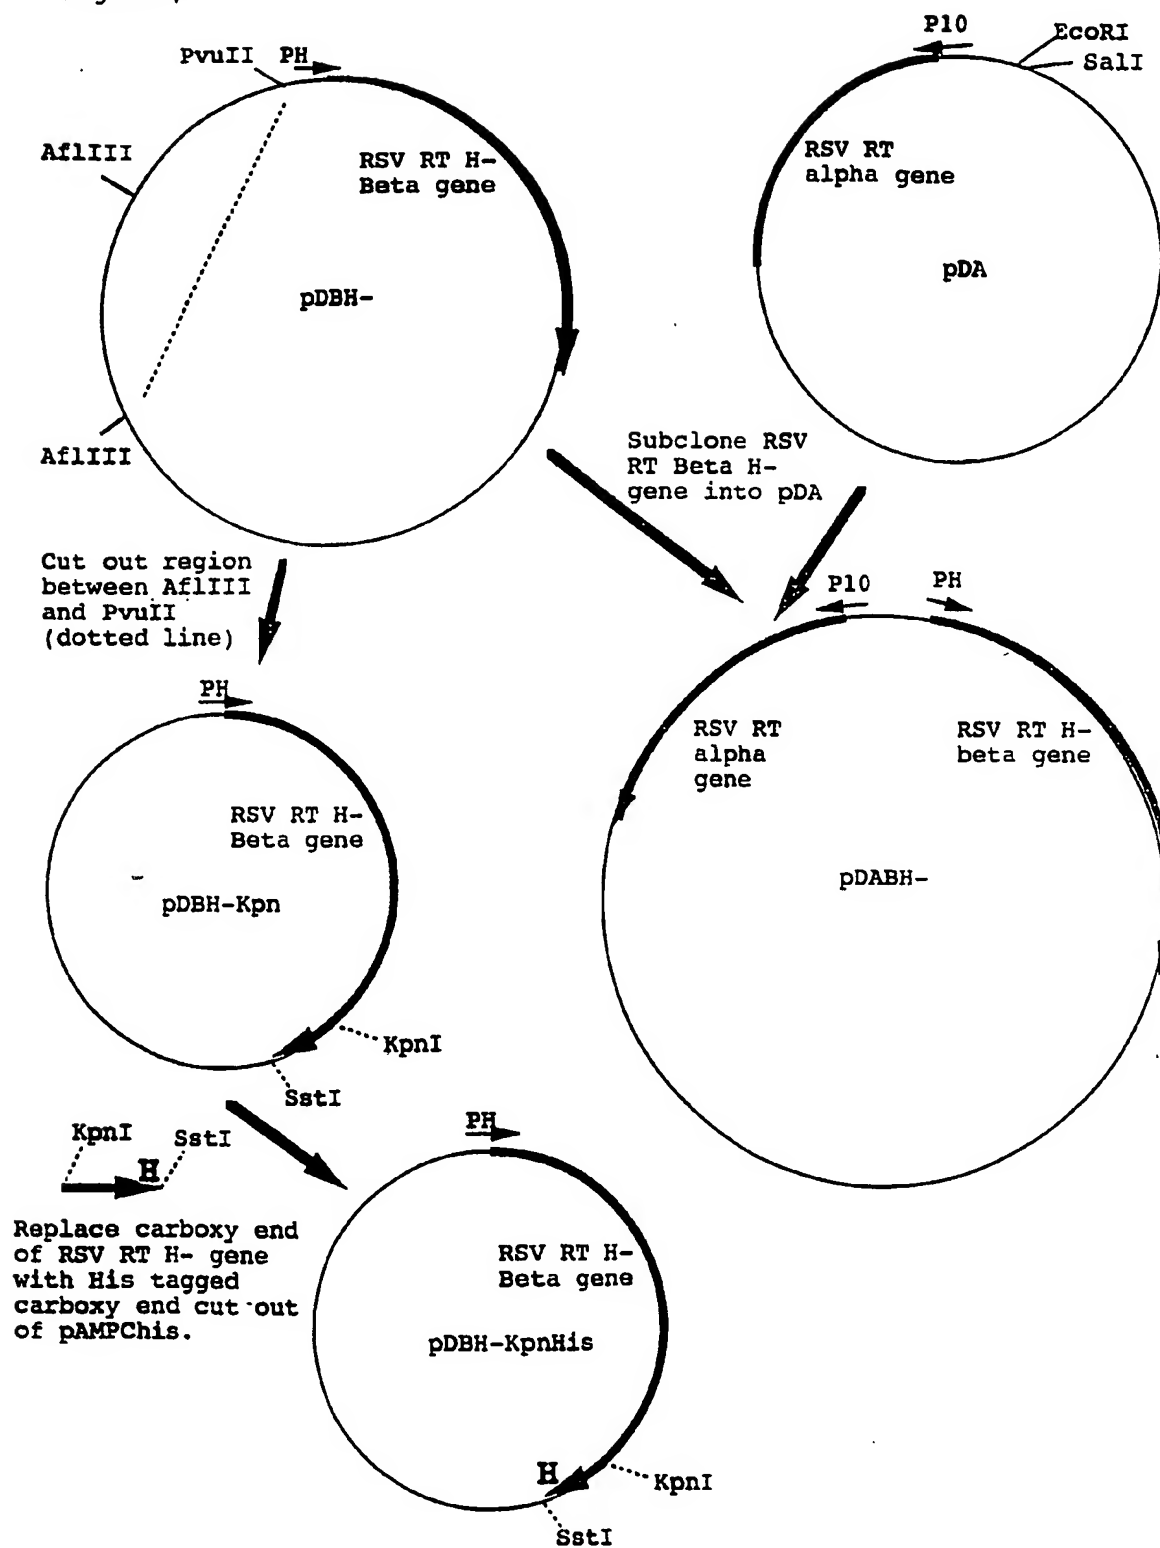 PvuII
PH
AflIII
RSV RT H-
Beta gene
pDBH-
AflIII
P10
EcoRI
SalI
RSV RT
alpha gene
pDA
Subclone RSV
RT Beta H-
gene into pDA
Cut out region
between AflIII
and PvuII
(dotted line)
P10
PH
RSV RT
alpha
gene
RSV RT H-
beta gene
pDABH-
PH
RSV RT H-
Beta gene
pDBH-Kpn
KpnI
SstI
KpnI
SstI
H
Replace carboxy end
of RSV RT H- gene
with His tagged
carboxy end cut out
of pAMPChis.
PH
RSV RT H-
Beta gene
pDBH-KpnHis
H
KpnI
SstI